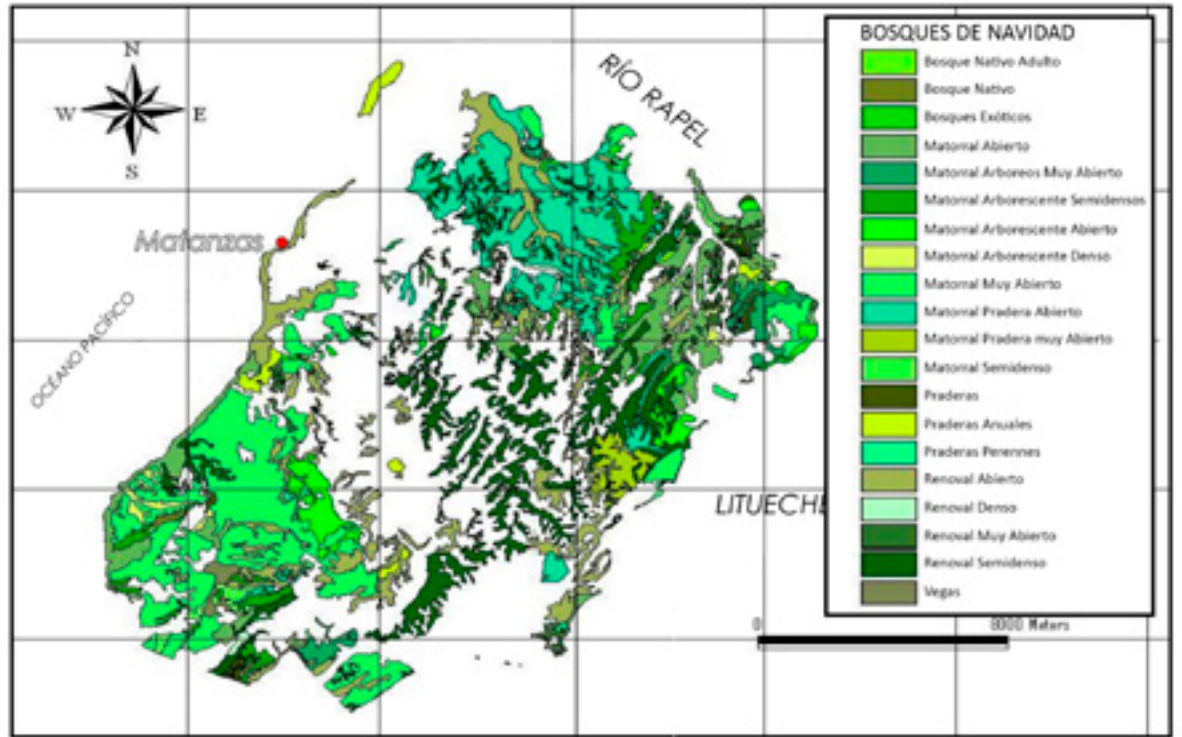 N
W E
S
RÍO RAPEL
Matanzas
OCEANO PACÍFICO
LITUECHE
0 8000 Meters
BOSQUES DE NAVIDAD
Bosque Nativo Adulto
Bosque Nativo
Bosques Exóticos
Matorral Abierto
Matorral Arboreos Muy Abierto
Matorral Arborescente Semidensos
Matorral Arborescente Abierto
Matorral Arborescente Denso
Matorral Muy Abierto
Matorral Pradera Abierto
Matorral Pradera muy Abierto
Matorral Semidenso
Praderas
Praderas Anuales
Praderas Perennes
Renoval Abierto
Renoval Denso
Renoval Muy Abierto
Renoval Semidenso
Vegas